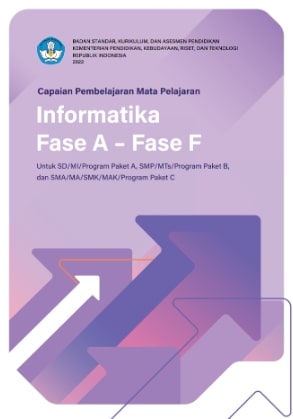 BADAN STANDAR, KURIKULUM, DAN ASESMEN PENDIDIKAN
KEMENTERIAN PENDIDIKAN, KEBUDAYAAN, RISET, DAN TEKNOLOGI
REPUBLIK INDONESIA
2022
Capaian Pembelajaran Mata Pelajaran
Informatika
Fase A – Fase F
Untuk SD/MI/Program Paket A, SMP/MTs/Program Paket B,
dan SMA/MA/SMK/MAK/Program Paket C